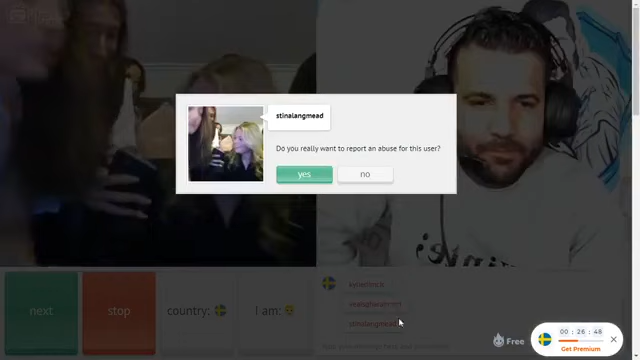 stinalangmead
Do you really want to report an abuse for this user?
yes
no
next
stop
country:
I am:
stinalangmead
Free
00 : 26 : 48
Get Premium